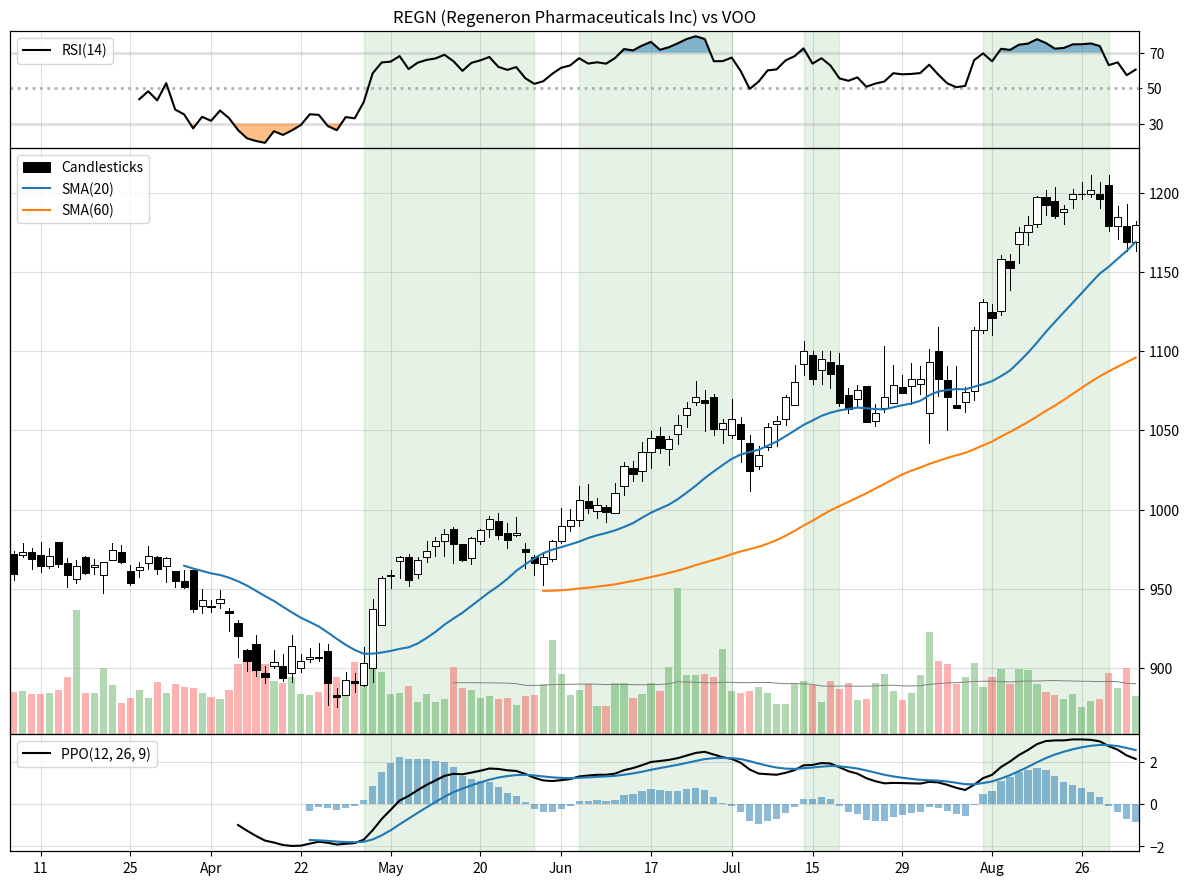 REGN (Regeneron Pharmaceuticals Inc) vs VOO
RSI(14)
70
50
30
Candlesticks
SMA(20)
SMA(60)
1200
1150
1100
1050
1000
950
900
PPO(12, 26, 9)
2
0
−2
11 25 Apr 22 May 20 Jun 17 Jul 15 29 Aug 26